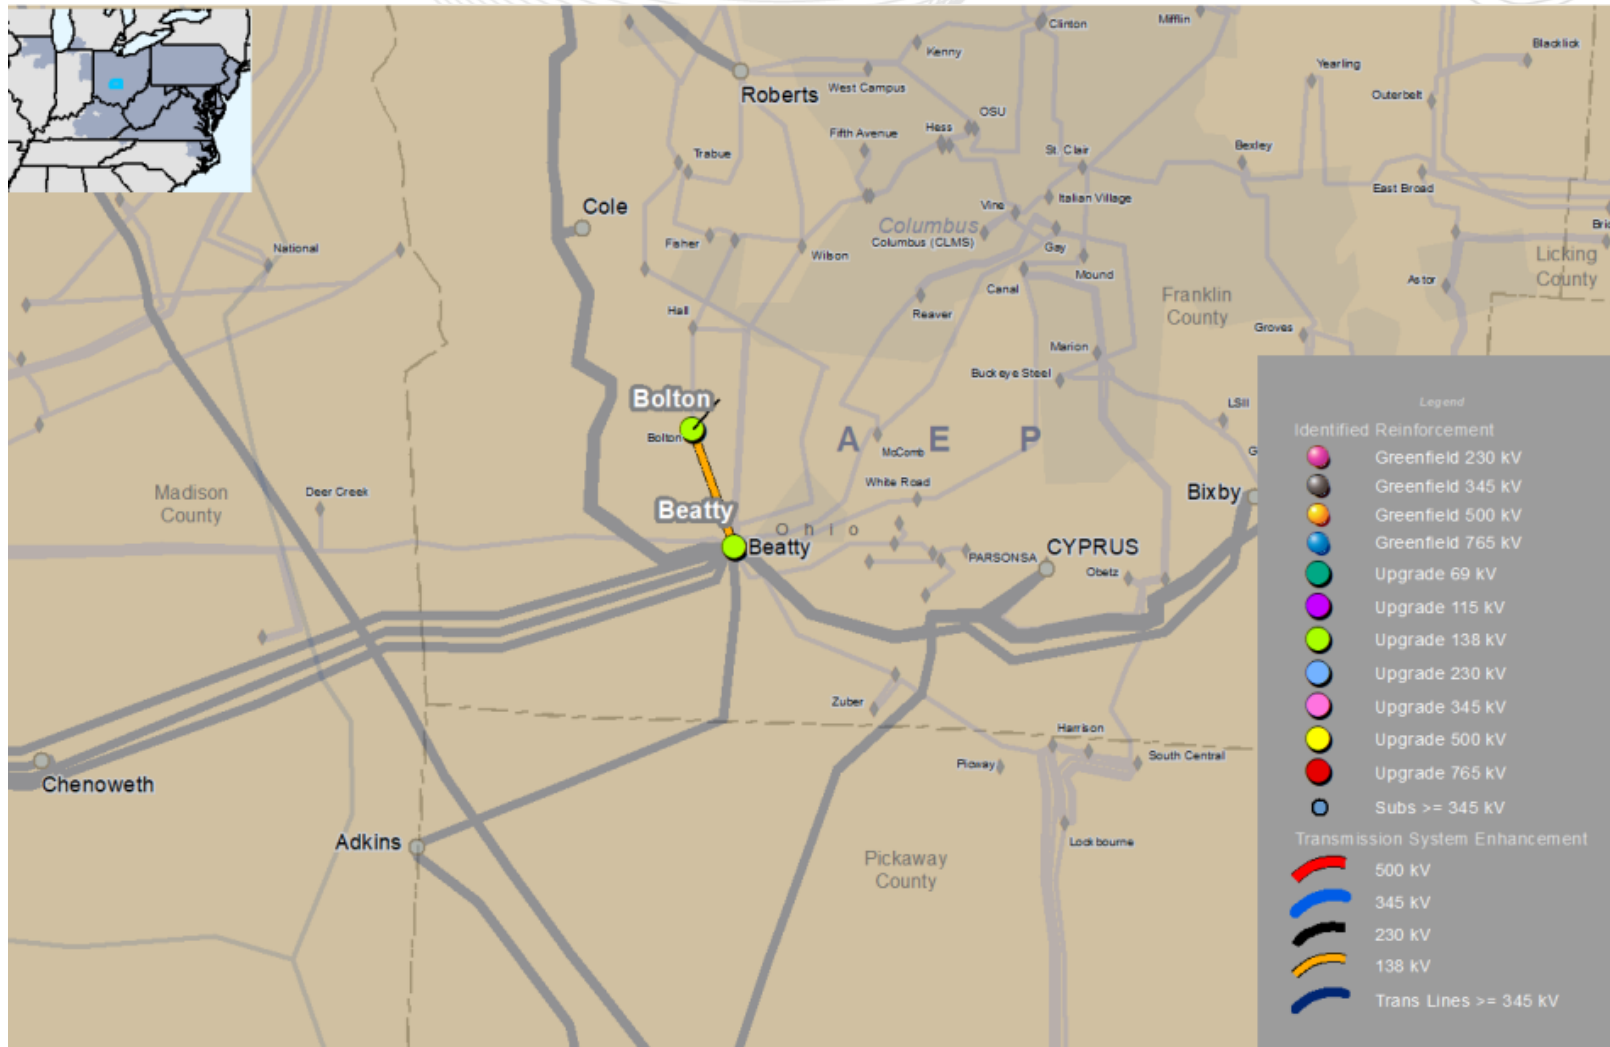 Clinton
Mifflin
Kenny
Blacklick
Yearling
Roberts
West Campus
Outerbelt
OSU
Fifth Avenue
Hess
Trabue
St. Clair
Bexley
East Broad
Cole
Vine
Italian Village
Columbus
Columbus (CLMS)
Fisher
National
Wilson
Gay
Mound
Licking
County
Astor
Canal
Franklin
County
Hall
Reaver
Groves
Marion
Buckeye Steel
Bolton
Bolton
LSII
A E P
McComb
White Road
Bixby
Madison
County
Deer Creek
Beatty
Beatty
Ohio
PARSONSA
CYPRUS
Obetz
Zuber
Harrison
Picway
South Central
Chenoweth
Adkins
Lockbourne
Pickaway
County
Legend
Identified Reinforcement
Greenfield 230 kV
Greenfield 345 kV
Greenfield 500 kV
Greenfield 765 kV
Upgrade 69 kV
Upgrade 115 kV
Upgrade 138 kV
Upgrade 230 kV
Upgrade 345 kV
Upgrade 500 kV
Upgrade 765 kV
Subs >= 345 kV
Transmission System Enhancement
500 kV
345 kV
230 kV
138 kV
Trans Lines >= 345 kV